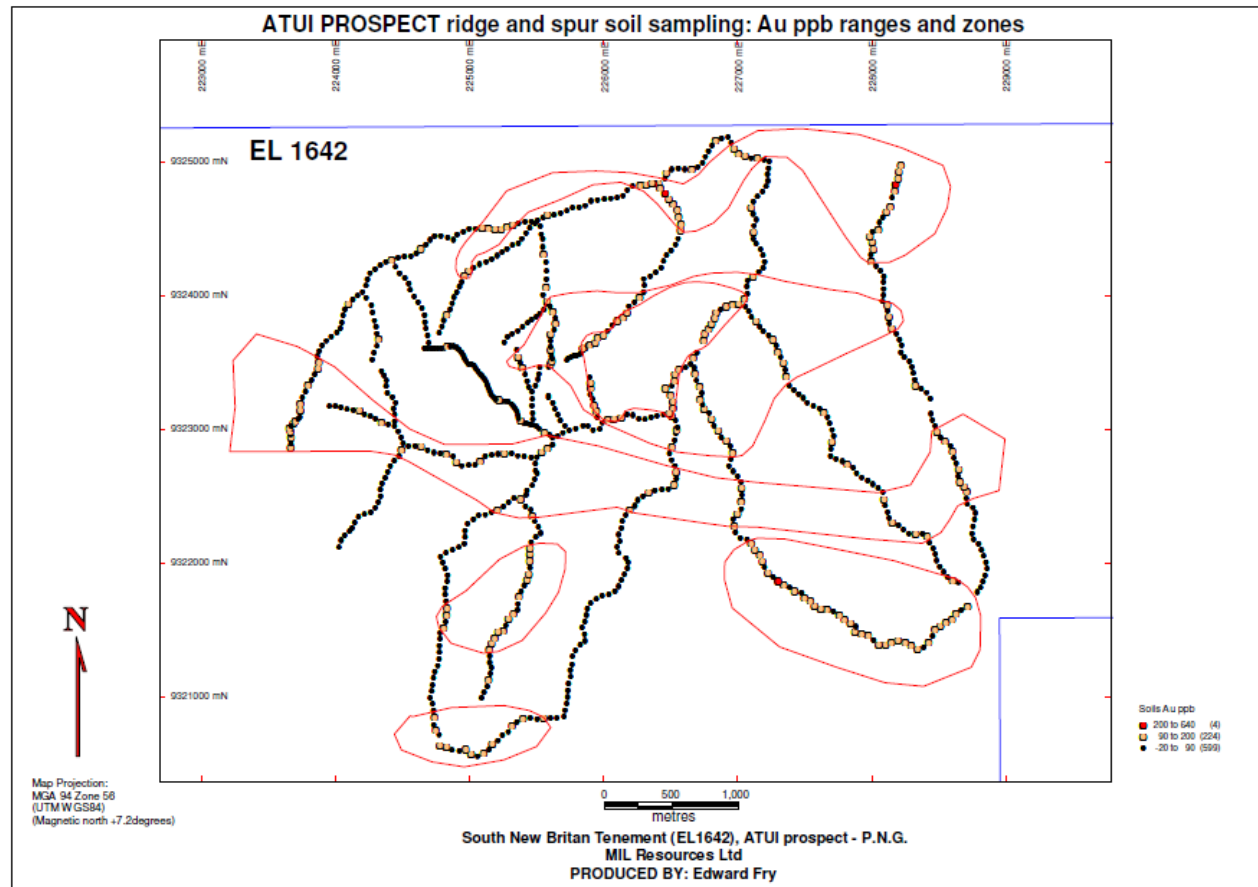 ATUI PROSPECT ridge and spur soil sampling: Au ppb ranges and zones
223000 mE
224000 mE
225000 mE
226000 mE
227000 mE
228000 mE
229000 mE
EL 1642
9325000 mN
9324000 mN
9323000 mN
9322000 mN
9321000 mN
N
Soils Au ppb
200 to 640 (4)
90 to 200 (224)
-20 to 90 (599)
Map Projection:
MGA 94 Zone 56
(UTM WGS84)
(Magnetic north +7.2degrees)
0 500 1,000
metres
South New Britan Tenement (EL1642), ATUI prospect - P.N.G.
MIL Resources Ltd
PRODUCED BY: Edward Fry